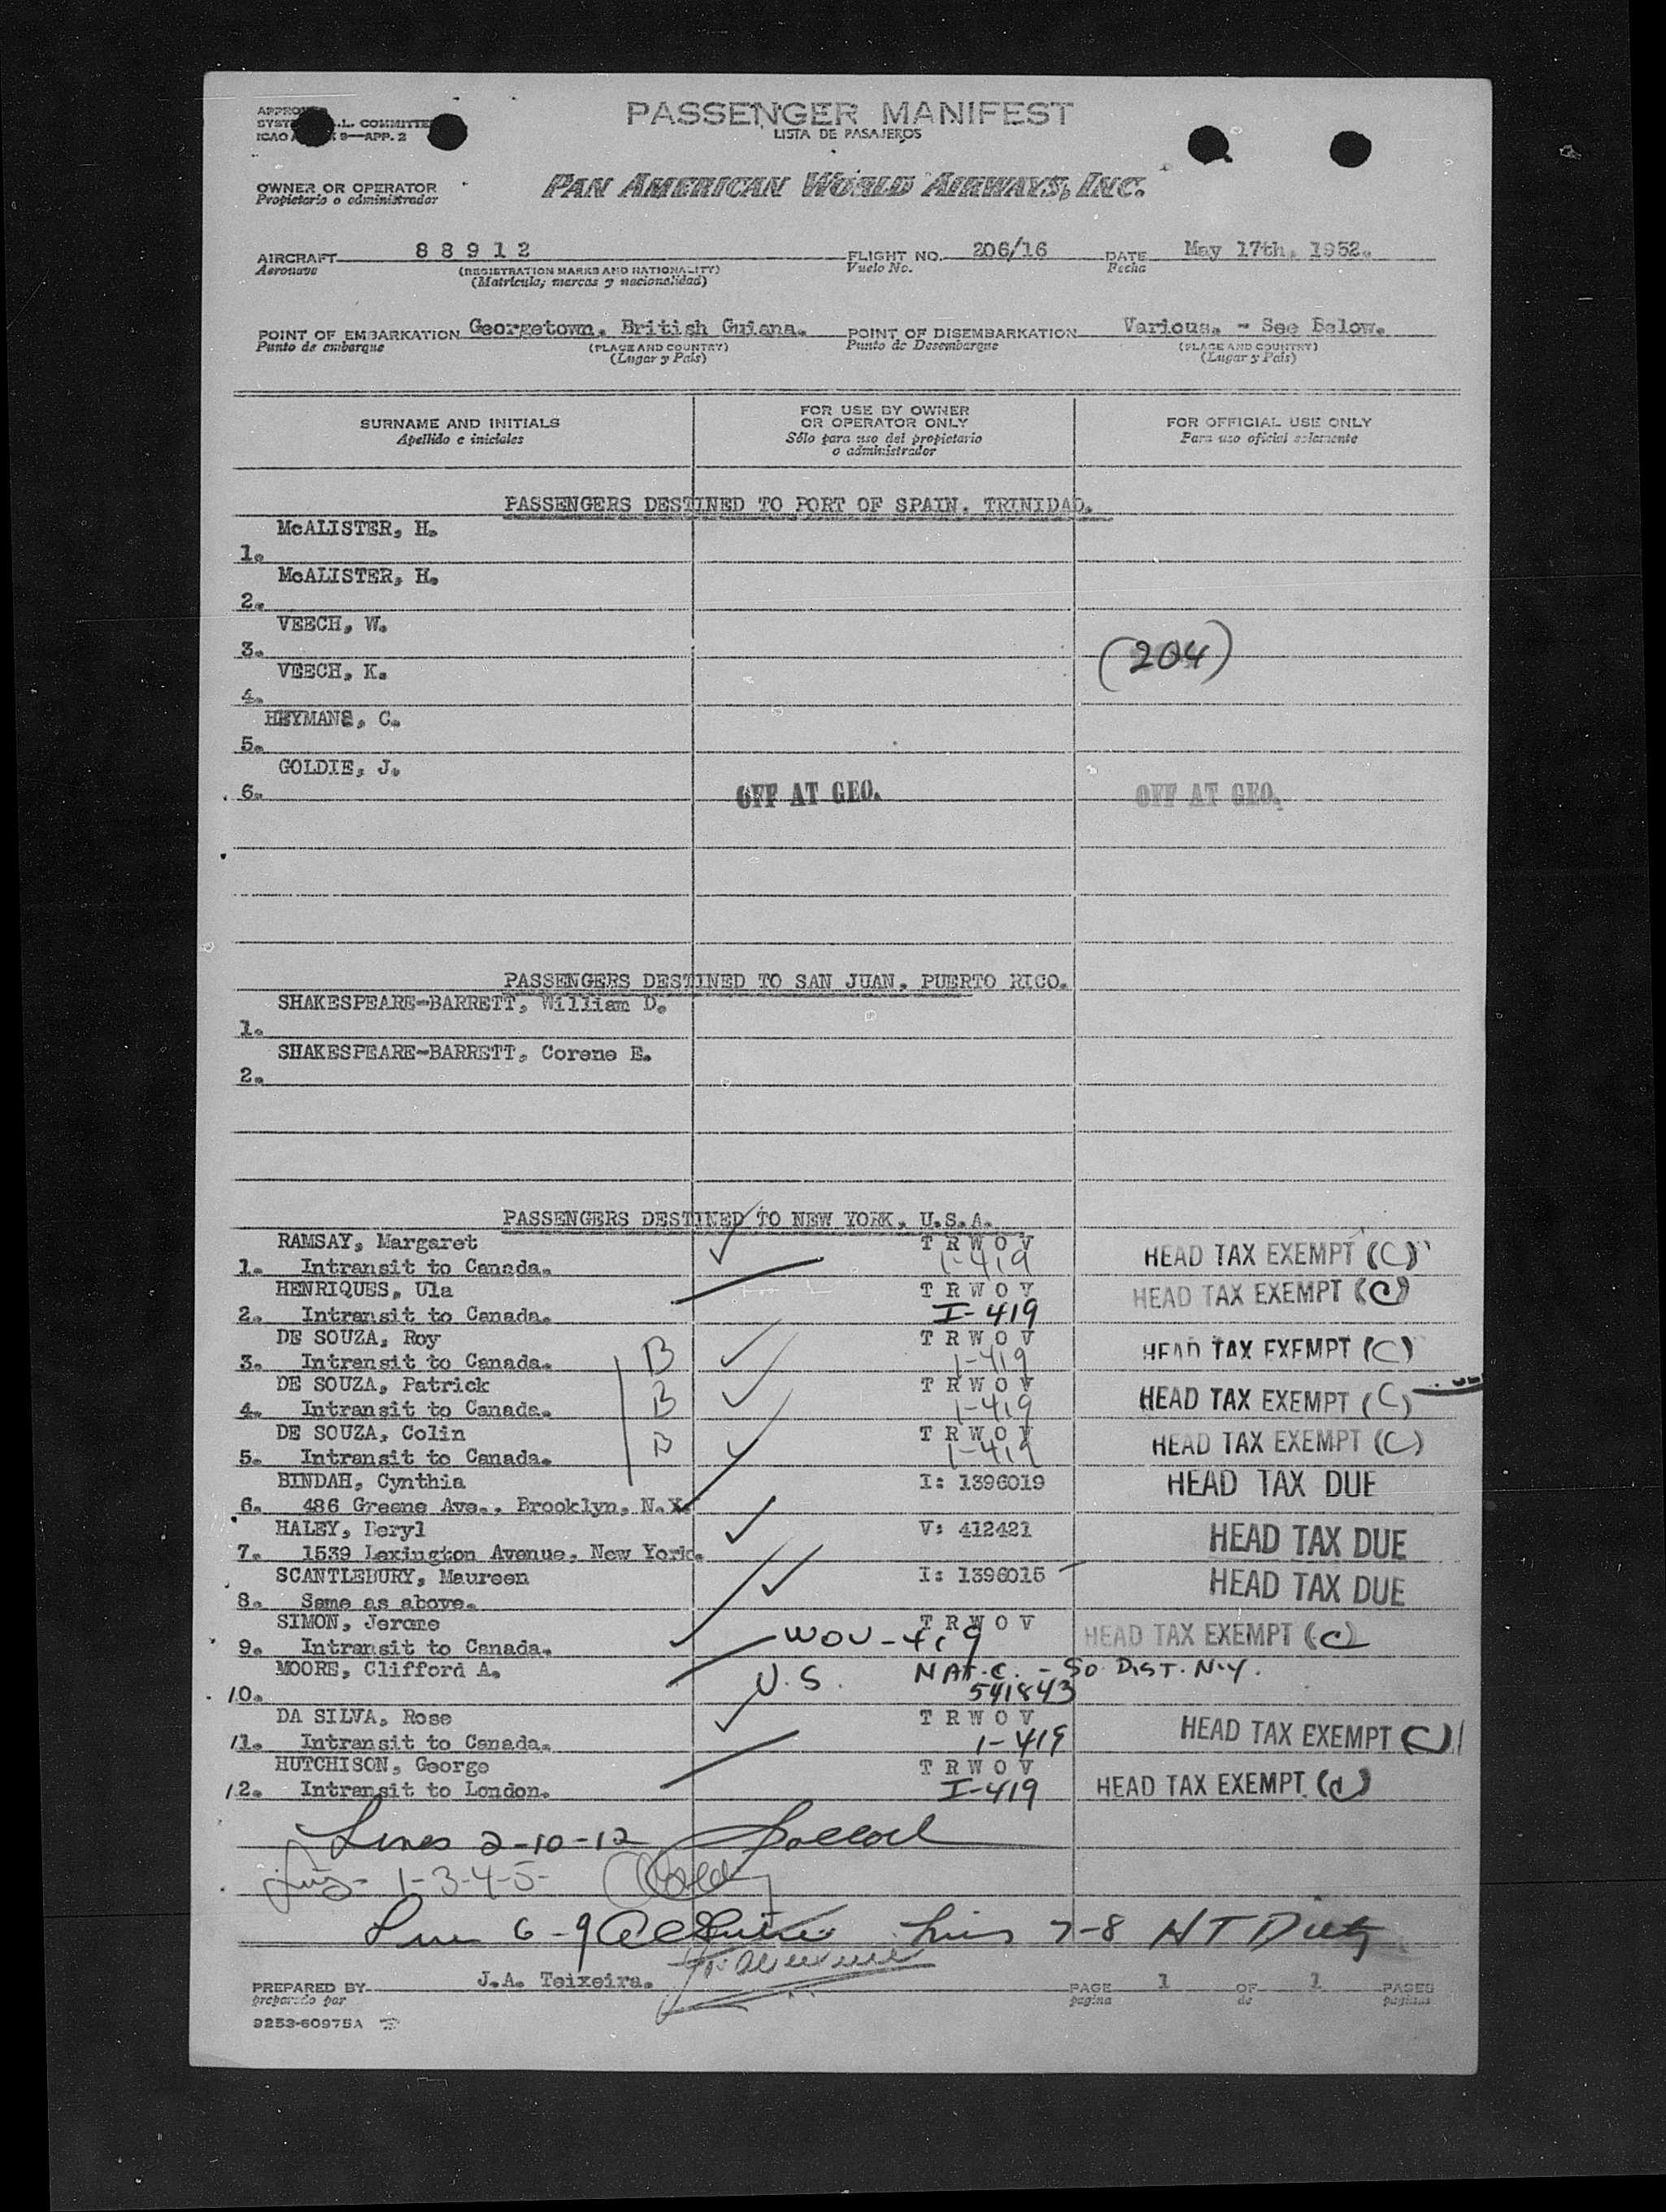 PASSENGER MANIFEST
LISTA DE PASAJEROS
SYST L. COMMITTEE
ICAO 9—APP. 2
OWNER OR OPERATOR
Propietario o administrador
PAN AMERICAN WORLD AIRWAYS, INC.
AIRCRAFT 88912 FLIGHT NO. 206/16 DATE May 17th, 1952.
Aeronave (REGISTRATION MARKS AND NATIONALITY) Vuelo No. Fecha
(Matrícula; marcas y nacionalidad)
POINT OF EMBARKATION Georgetown, British Guiana. POINT OF DISEMBARKATION Various. - See Below.
Punto de embarque (PLACE AND COUNTRY) Punto de Desembarque (PLACE AND COUNTRY)
(Lugar y País) (Lugar y País)
SURNAME AND INITIALS FOR USE BY OWNER OR OPERATOR ONLY FOR OFFICIAL USE ONLY
Apellido e iniciales Sólo para uso del propietario o administrador Para uso oficial solamente
PASSENGERS DESTINED TO PORT OF SPAIN, TRINIDAD.
McALISTER, H.
1.
McALISTER, H.
2.
VEECH, W.
3. (204)
VEECH, K.
4.
HEYMANS, C.
5.
GOLDIE, J.
6. OFF AT GEO. OFF AT GEO.
PASSENGERS DESTINED TO SAN JUAN, PUERTO RICO.
SHAKESPEARE-BARRETT, William D.
1.
SHAKESPEARE-BARRETT, Corene E.
2.
PASSENGERS DESTINED TO NEW YORK, U.S.A.
RAMSAY, Margaret T R W O V
1. Intransit to Canada. 1-419 HEAD TAX EXEMPT (C)
HENRIQUES, Ula T R W O V
2. Intransit to Canada. I-419 HEAD TAX EXEMPT (C)
DE SOUZA, Roy T R W O V
3. Intransit to Canada. B 1-419 HEAD TAX EXEMPT (C)
DE SOUZA, Patrick T R W O V
4. Intransit to Canada. B 1-419 HEAD TAX EXEMPT (C)
DE SOUZA, Colin T R W O V
5. Intransit to Canada. B 1-419 HEAD TAX EXEMPT (C)
BINDAH, Cynthia I: 1396019 HEAD TAX DUE
6. 486 Greene Ave., Brooklyn, N.Y.
HALEY, Beryl V: 412421 HEAD TAX DUE
7. 1539 Lexington Avenue, New York.
SCANTLEBURY, Maureen I: 1396015 HEAD TAX DUE
8. Same as above.
SIMON, Jerome T R W O V
9. Intransit to Canada. WOV-419 HEAD TAX EXEMPT (C)
MOORE, Clifford A. U.S. NAT.C. - SO. DIST. N.Y.
10. 541843
DA SILVA, Rose T R W O V
11. Intransit to Canada. 1-419 HEAD TAX EXEMPT C
HUTCHISON, George T R W O V
12. Intransit to London. I-419 HEAD TAX EXEMPT (d)
Lines 2-10-12
1-3-4-5-
Line 6-9 Lines 7-8
PREPARED BY J.A. Teixeira. PAGE 1 OF 1 PAGES
preparado por pagina de paginas
9253-60975A